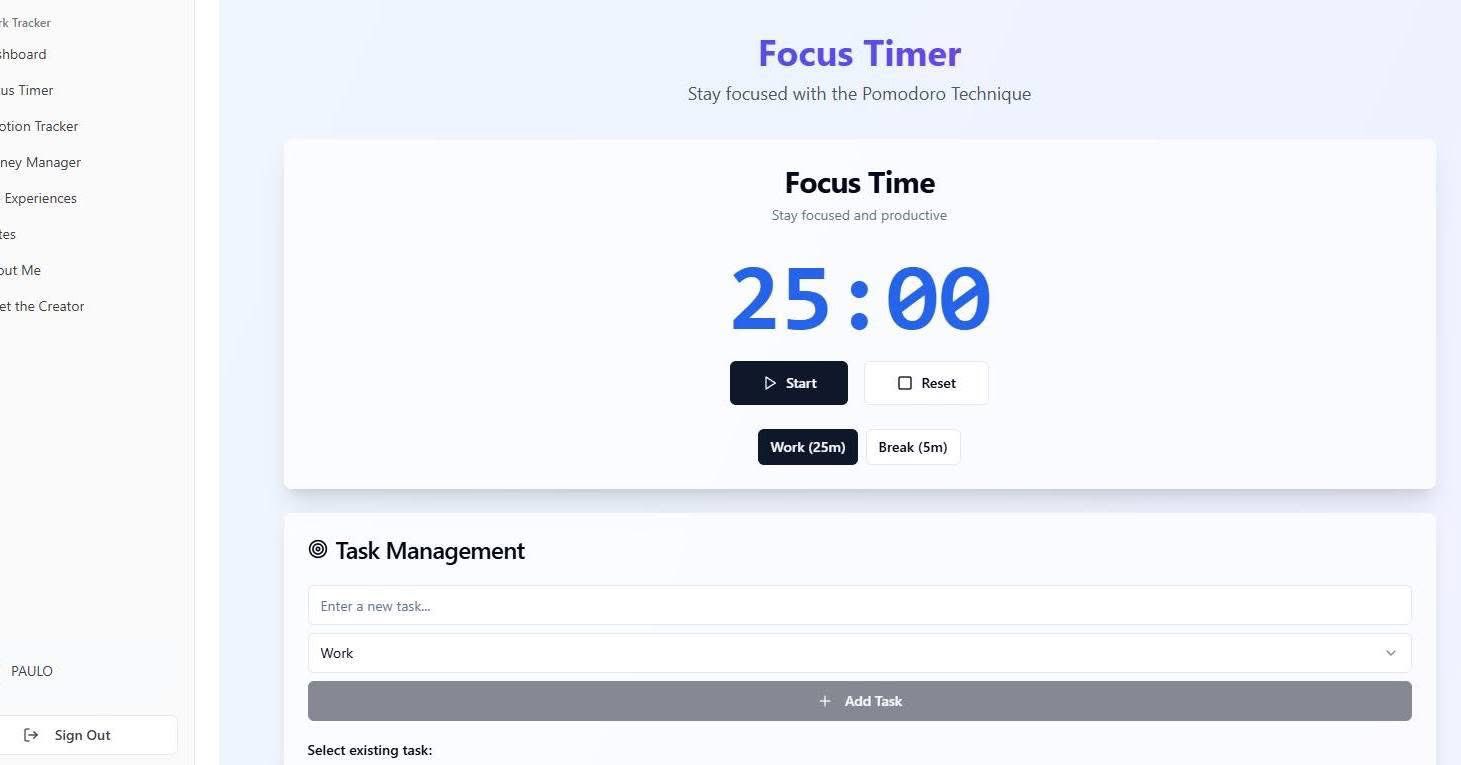 rk Tracker
shboard
us Timer
otion Tracker
ney Manager
Experiences
tes
out Me
et the Creator
PAULO
Sign Out
Focus Timer
Stay focused with the Pomodoro Technique
Focus Time
Stay focused and productive
25:00
Start Reset
Work (25m) Break (5m)
Task Management
Enter a new task...
Work
+ Add Task
Select existing task: